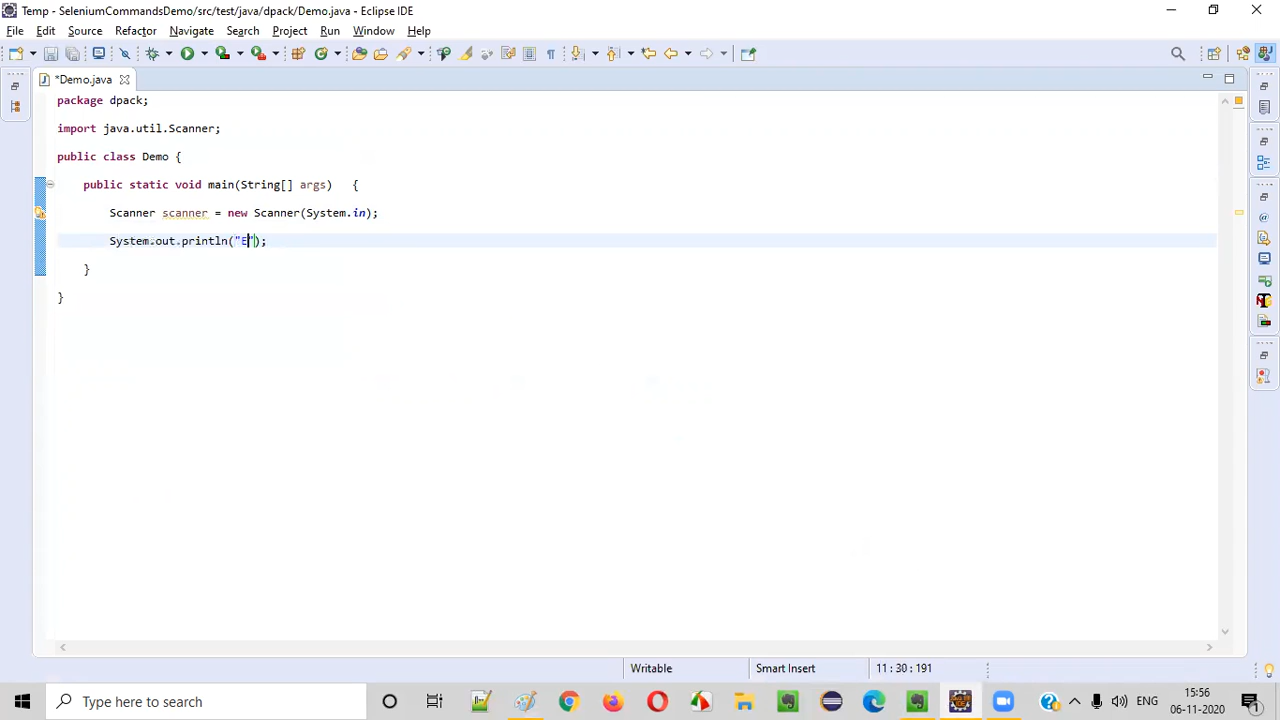 Temp - SeleniumCommandsDemo/src/test/java/dpack/Demo.java - Eclipse IDE
File Edit Source Refactor Navigate Search Project Run Window Help
*Demo.java
package dpack;
import java.util.Scanner;
public class Demo {
public static void main(String[] args) {
Scanner scanner = new Scanner(System.in);
System.out.println("E");
}
}
Writable Smart Insert 11 : 30 : 191
Type here to search
ENG
15:56
06-11-2020